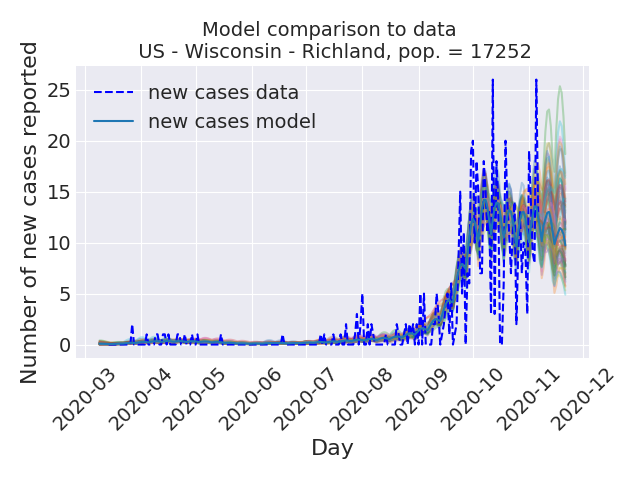 Model comparison to data
US - Wisconsin - Richland, pop. = 17252
new cases data
new cases model
Number of new cases reported
25
20
15
10
5
0
2020-03
2020-04
2020-05
2020-06
2020-07
2020-08
2020-09
2020-10
2020-11
2020-12
Day